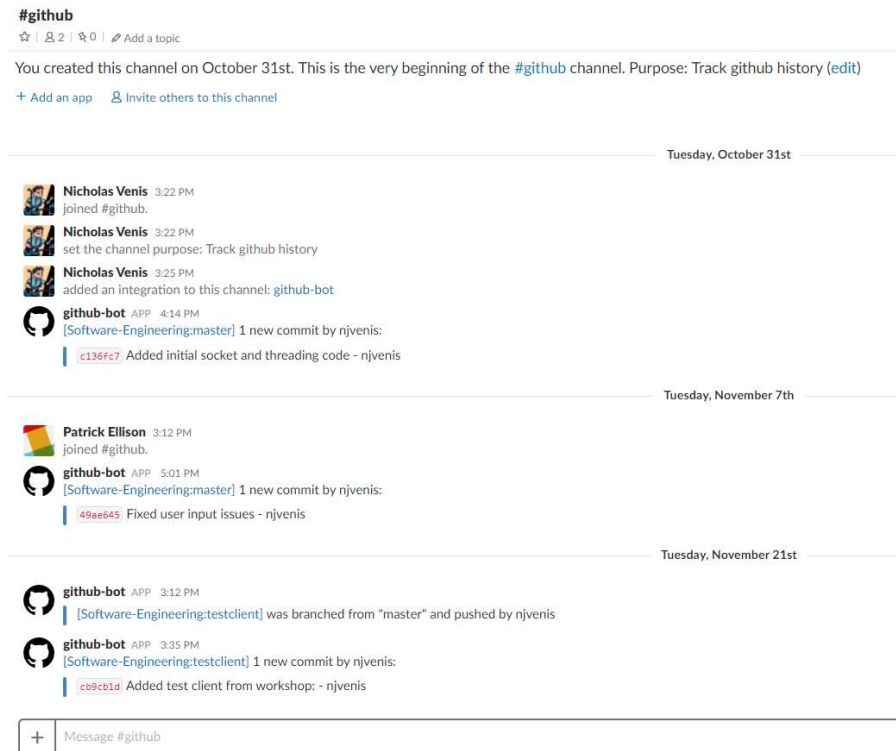 #github
2 | 0 | Add a topic
You created this channel on October 31st. This is the very beginning of the #github channel. Purpose: Track github history (edit)
+ Add an app Invite others to this channel
Tuesday, October 31st
Nicholas Venis 3:22 PM
joined #github.
Nicholas Venis 3:22 PM
set the channel purpose: Track github history
Nicholas Venis 3:25 PM
added an integration to this channel: github-bot
github-bot APP 4:14 PM
[Software-Engineering:master] 1 new commit by njvenis:
c136fc7 Added initial socket and threading code - njvenis
Tuesday, November 7th
Patrick Ellison 3:12 PM
joined #github.
github-bot APP 5:01 PM
[Software-Engineering:master] 1 new commit by njvenis:
49ae645 Fixed user input issues - njvenis
Tuesday, November 21st
github-bot APP 3:12 PM
[Software-Engineering:testclient] was branched from "master" and pushed by njvenis
github-bot APP 3:35 PM
[Software-Engineering:testclient] 1 new commit by njvenis:
cb9cb1d Added test client from workshop: - njvenis
+ Message #github